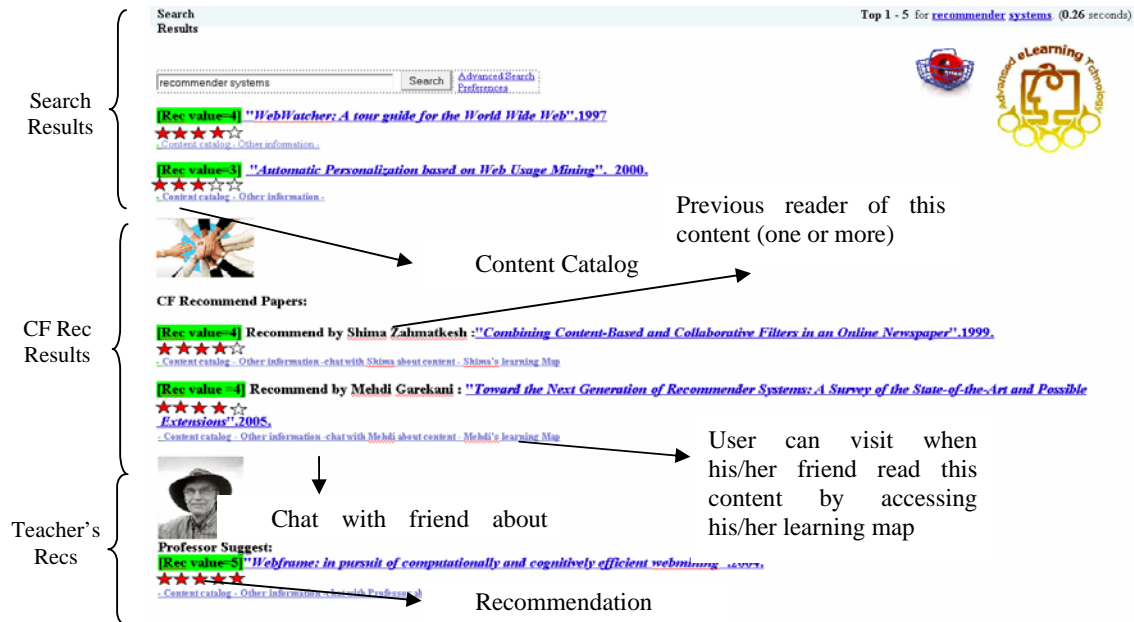 Search
Results
Top 1 - 5 for recommender systems. (0.26 seconds)
recommender systems
Search
Advanced Search
Preferences
Advanced eLearning Tchnology
Search
Results
[Rec value=4] "WebWatcher: A tour guide for the World Wide Web".1997
- Content catalog - Other information -
[Rec value=3] "Automatic Personalization based on Web Usage Mining". 2000.
- Content catalog - Other information -
Previous reader of this
content (one or more)
Content Catalog
CF Rec
Results
CF Recommend Papers:
[Rec value=4] Recommend by Shima Zahmatkesh :"Combining Content-Based and Collaborative Filters in an Online Newspaper".1999.
- Content catalog - Other information -chat with Shima about content - Shima's learning Map
[Rec value =4] Recommend by Mehdi Garekani : "Toward the Next Generation of Recommender Systems: A Survey of the State-of-the-Art and Possible
Extensions".2005.
- Content catalog - Other information -chat with Mehdi about content - Mehdi's learning Map
User can visit when
his/her friend read this
content by accessing
his/her learning map
Chat with friend about
Teacher's
Recs
Professor Suggest:
[Rec value=5] "Webframe: in pursuit of computationally and cognitively efficient webmining".2004.
- Content catalog - Other information -chat with Professor ab
Recommendation